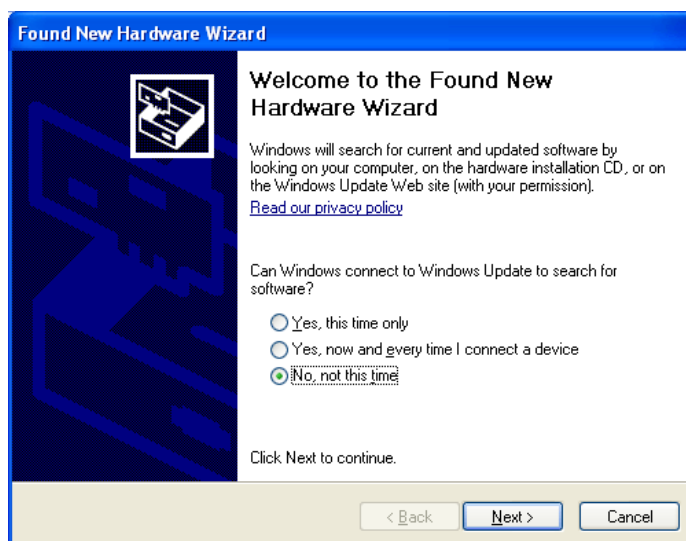 Found New Hardware Wizard
Welcome to the Found New
Hardware Wizard
Windows will search for current and updated software by
looking on your computer, on the hardware installation CD, or on
the Windows Update Web site (with your permission).
Read our privacy policy
Can Windows connect to Windows Update to search for
software?
Yes, this time only
Yes, now and every time I connect a device
No, not this time
Click Next to continue.
< Back
Next >
Cancel